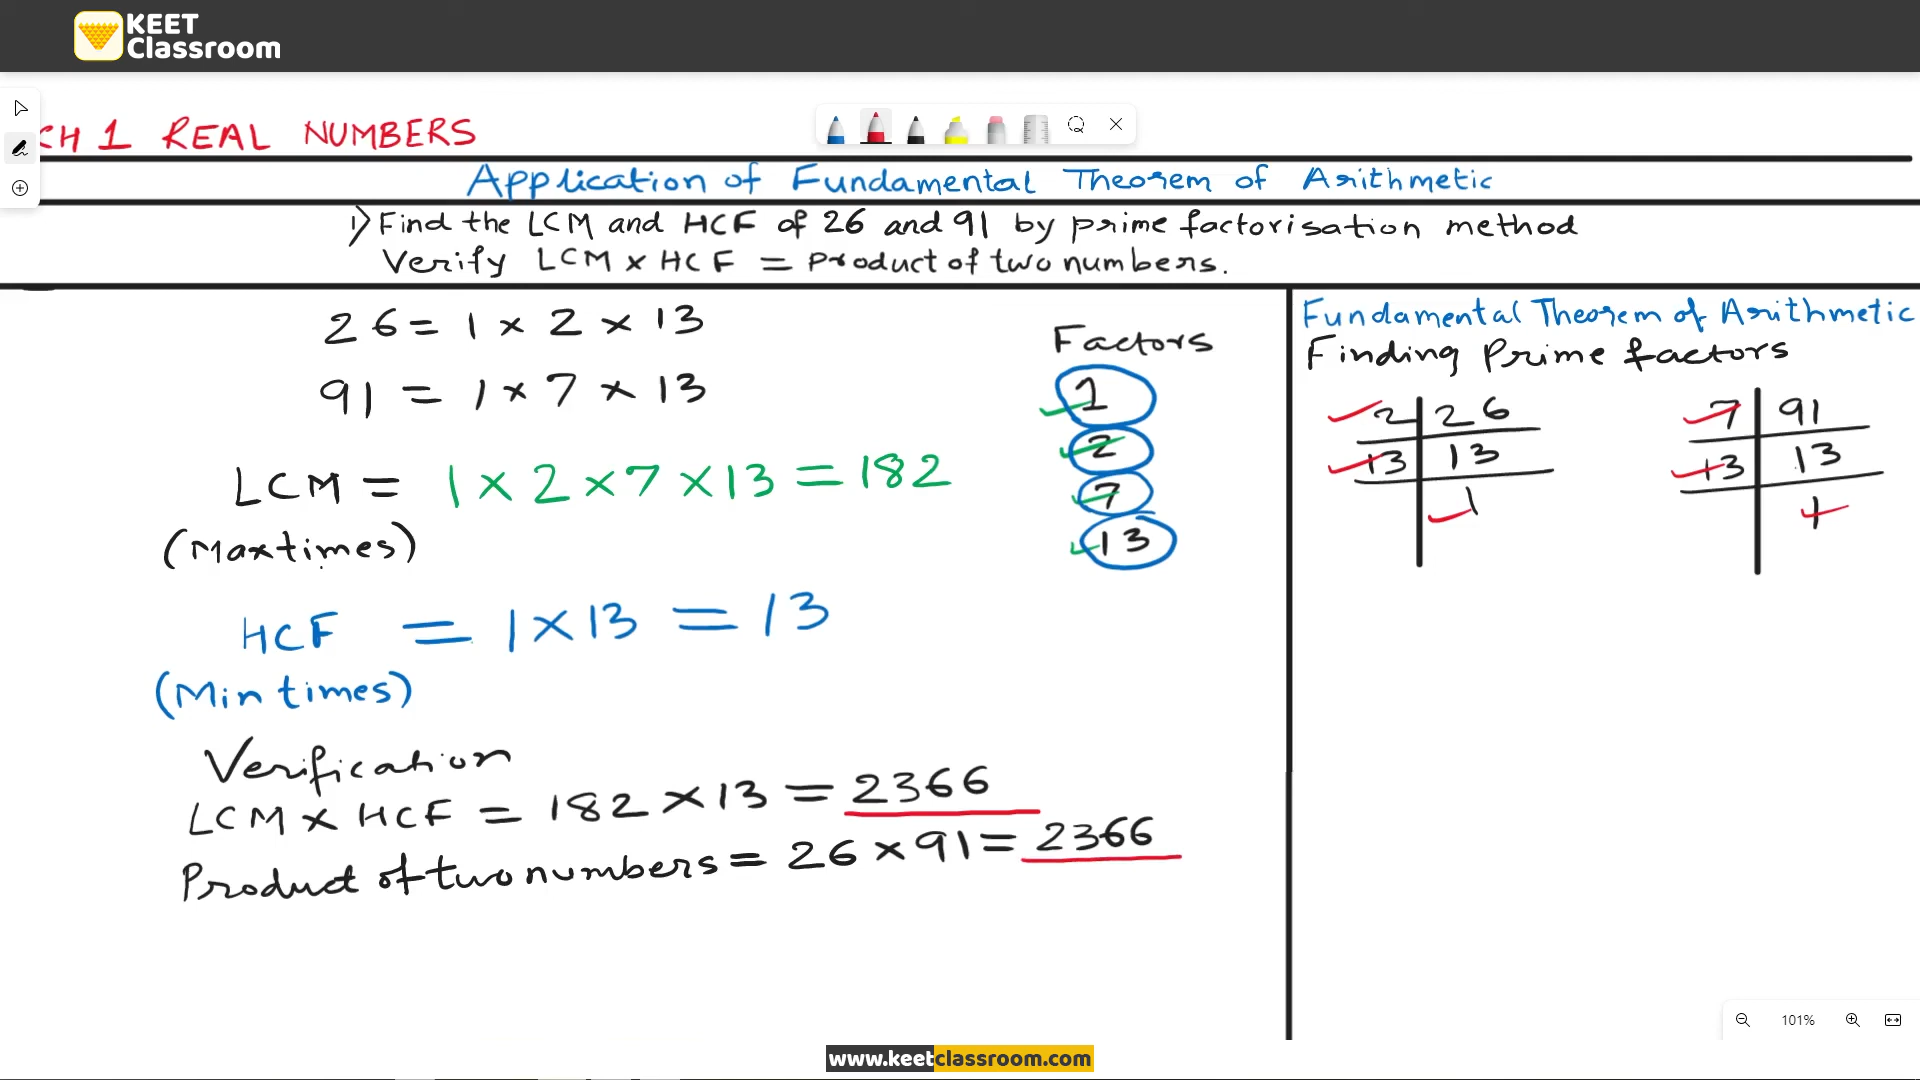 KEET
Classroom
CH 1 REAL NUMBERS
Application of Fundamental Theorem of Arithmetic
1) Find the LCM and HCF of 26 and 91 by prime factorisation method
Verify LCM x HCF = Product of two numbers.
26 = 1 x 2 x 13
91 = 1 x 7 x 13
LCM = 1 x 2 x 7 x 13 = 182
(Maxtimes)
HCF = 1 x 13 = 13
(Min times)
Verification
LCM x HCF = 182 x 13 = 2366
Product of two numbers = 26 x 91 = 2366
Factors
1
2
7
13
Fundamental Theorem of Arithmetic
Finding Prime factors
2 | 26
13 | 13
1
7 | 91
13 | 13
1
101%
www.keetclassroom.com